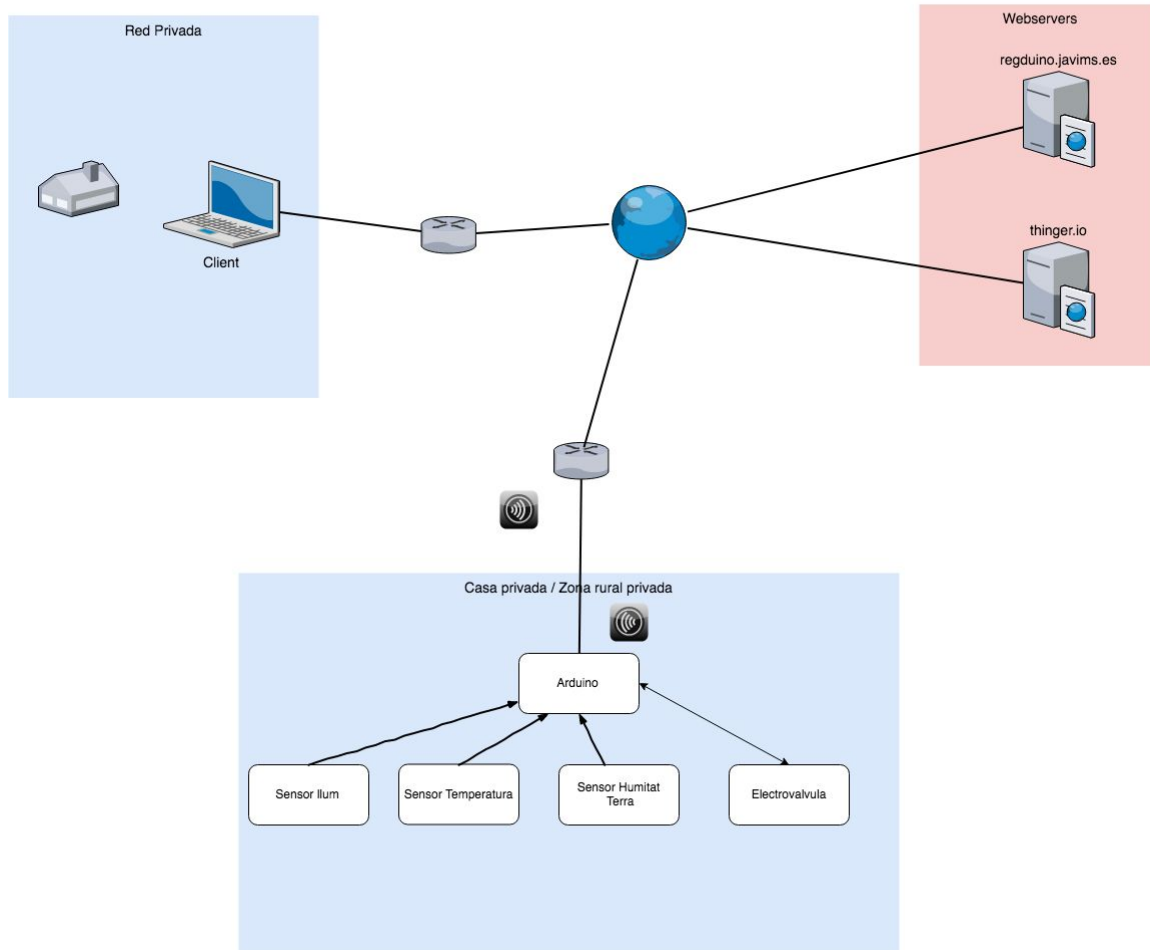 Red Privada
Client
Webservers
regduino.javims.es
thinger.io
Casa privada / Zona rural privada
Arduino
Sensor Ilum
Sensor Temperatura
Sensor Humitat
Terra
Electrovalvula